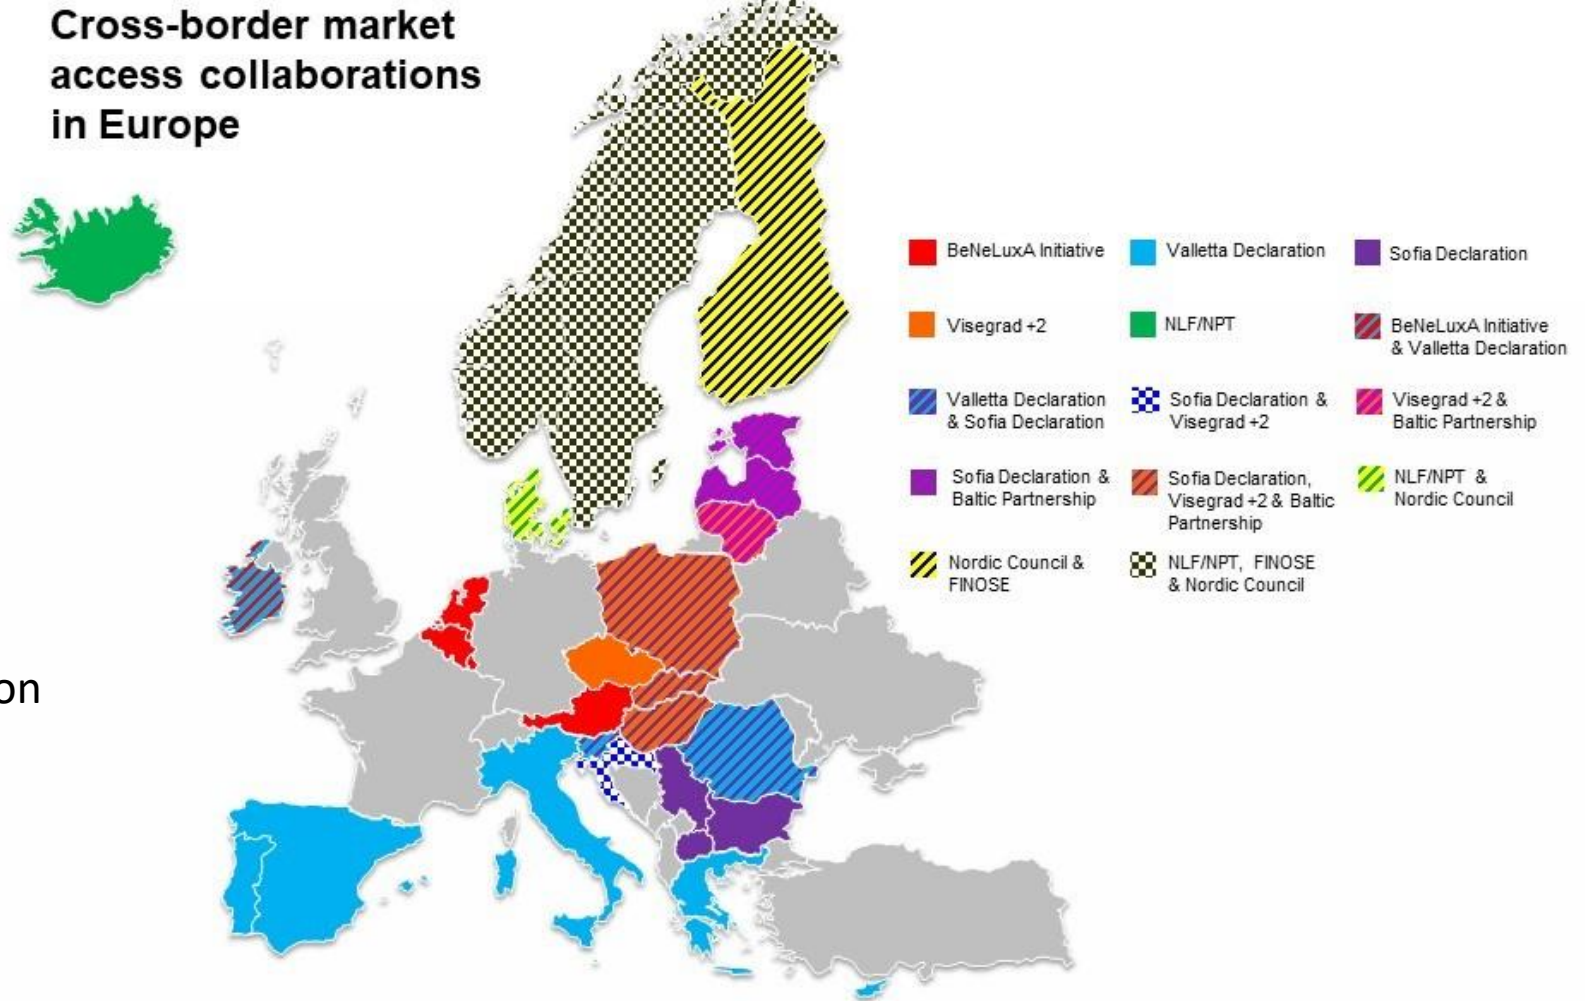 Cross-border market
access collaborations
in Europe
BeNeLuxA Initiative
Valletta Declaration
Sofia Declaration
Visegrad +2
NLF/NPT
BeNeLuxA Initiative
& Valletta Declaration
Valletta Declaration
& Sofia Declaration
Sofia Declaration &
Visegrad +2
Visegrad +2 &
Baltic Partnership
Sofia Declaration &
Baltic Partnership
Sofia Declaration,
Visegrad +2 & Baltic
Partnership
NLF/NPT &
Nordic Council
Nordic Council &
FINOSE
NLF/NPT, FINOSE
& Nordic Council
on